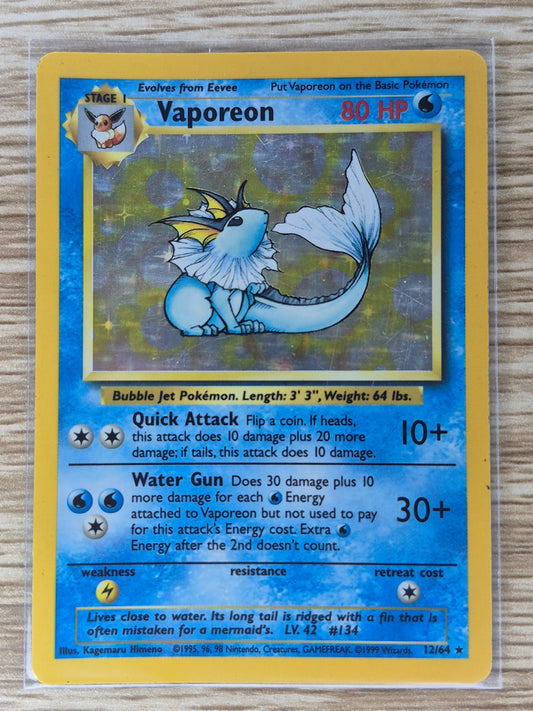 Evolves from Eevee Put Vaporeon on the Basic Pokémon
STAGE 1
Vaporeon 80 HP
Bubble Jet Pokémon. Length: 3' 3", Weight: 64 lbs.
Quick Attack Flip a coin. If heads,
this attack does 10 damage plus 20 more
damage; if tails, this attack does 10 damage.
10+
Water Gun Does 30 damage plus 10
more damage for each Energy
attached to Vaporeon but not used to pay
for this attack's Energy cost. Extra
Energy after the 2nd doesn't count.
30+
weakness resistance retreat cost
Lives close to water. Its long tail is ridged with a fin that is
often mistaken for a mermaid's. LV. 42 #134
Illus. Kagemaru Himeno ©1995, 96, 98 Nintendo, Creatures, GAMEFREAK. ©1999 Wizards. 12/64 ★